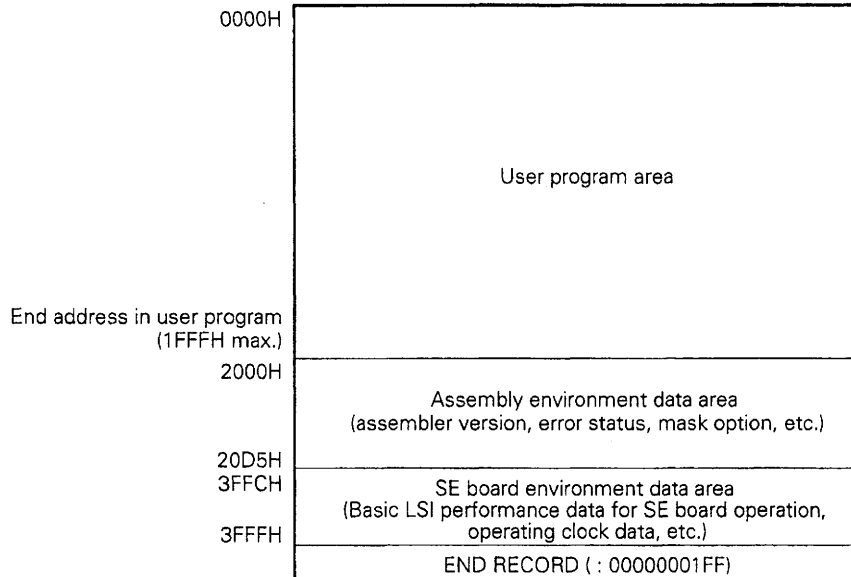 0000H
User program area
End address in user program
(1FFFH max.)
2000H
Assembly environment data area
(assembler version, error status, mask option, etc.)
20D5H
3FFCH
SE board environment data area
(Basic LSI performance data for SE board operation,
operating clock data, etc.)
3FFFH
END RECORD ( : 00000001FF)